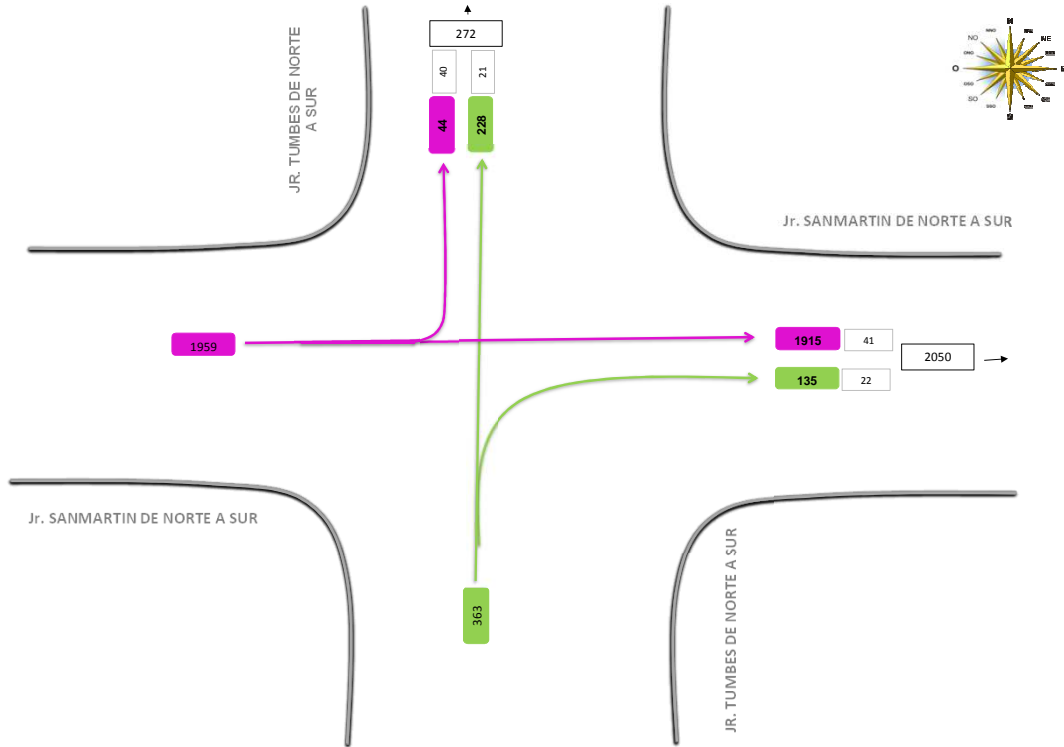 272
40
21
44
228
JR. TUMBES DE NORTE
A SUR
NO
NE
O
SO
Jr. SANMARTIN DE NORTE A SUR
1959
1915
41
2050
135
22
Jr. SANMARTIN DE NORTE A SUR
363
JR. TUMBES DE NORTE A SUR